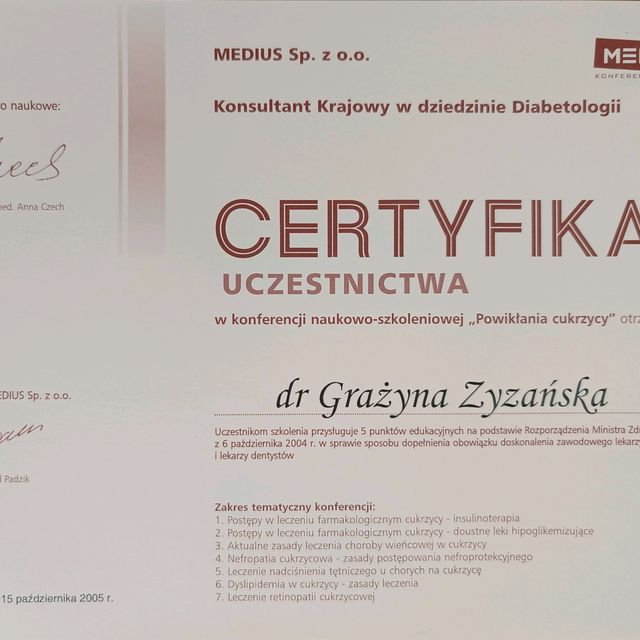 o naukowe:
med. Anna Czech
EDIUS Sp. z o.o.
Padzik
15 października 2005 r.
MEDIUS Sp. z o.o.
MED
KONFEREN
Konsultant Krajowy w dziedzinie Diabetologii
CERTYFIKA
UCZESTNICTWA
w konferencji naukowo-szkoleniowej „Powikłania cukrzycy” otrz
dr Grażyna Zyzańska
Uczestnikom szkolenia przysługuje 5 punktów edukacyjnych na podstawie Rozporządzenia Ministra Zdr
z 6 października 2004 r. w sprawie sposobu dopełnienia obowiązku doskonalenia zawodowego lekarzy
i lekarzy dentystów
Zakres tematyczny konferencji:
1. Postępy w leczeniu farmakologicznym cukrzycy - insulinoterapia
2. Postępy w leczeniu farmakologicznym cukrzycy - doustne leki hipoglikemizujące
3. Aktualne zasady leczenia choroby wieńcowej w cukrzycy
4. Nefropatia cukrzycowa - zasady postępowania nefroprotekcyjnego
5. Leczenie nadciśnienia tętniczego u chorych na cukrzycę
6. Dyslipidemia w cukrzycy - zasady leczenia
7. Leczenie retinopatii cukrzycowej